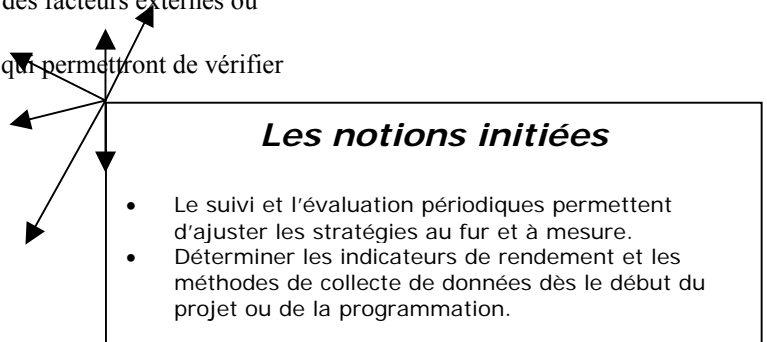 des facteurs externes ou
qui permettront de vérifier
Les notions initiées
• Le suivi et l'évaluation périodiques permettent
d'ajuster les stratégies au fur et à mesure.
• Déterminer les indicateurs de rendement et les
méthodes de collecte de données dès le début du
projet ou de la programmation.